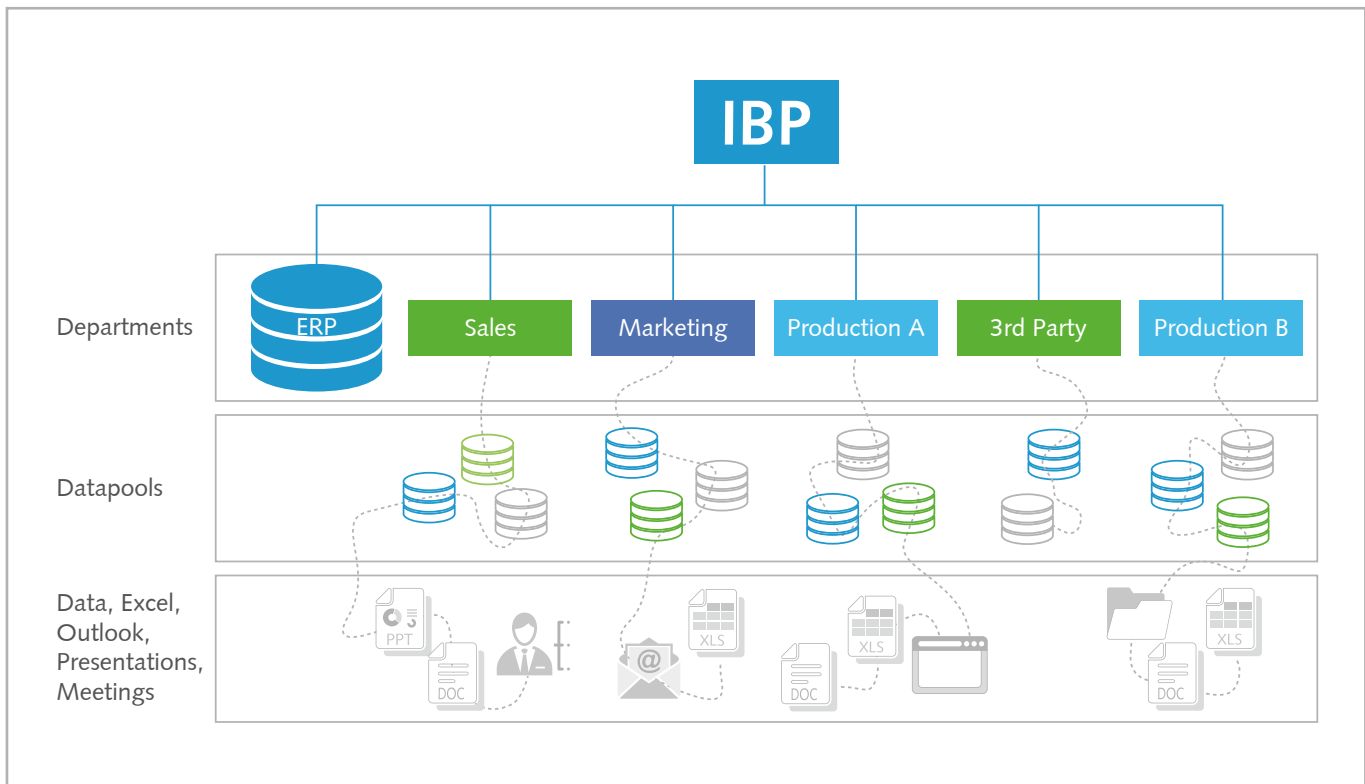 IBP
Departments
ERP
Sales
Marketing
Production A
3rd Party
Production B
Datapools
Data, Excel,
Outlook,
Presentations,
Meetings
PPT
DOC
@
XLS
DOC
XLS
DOC
XLS